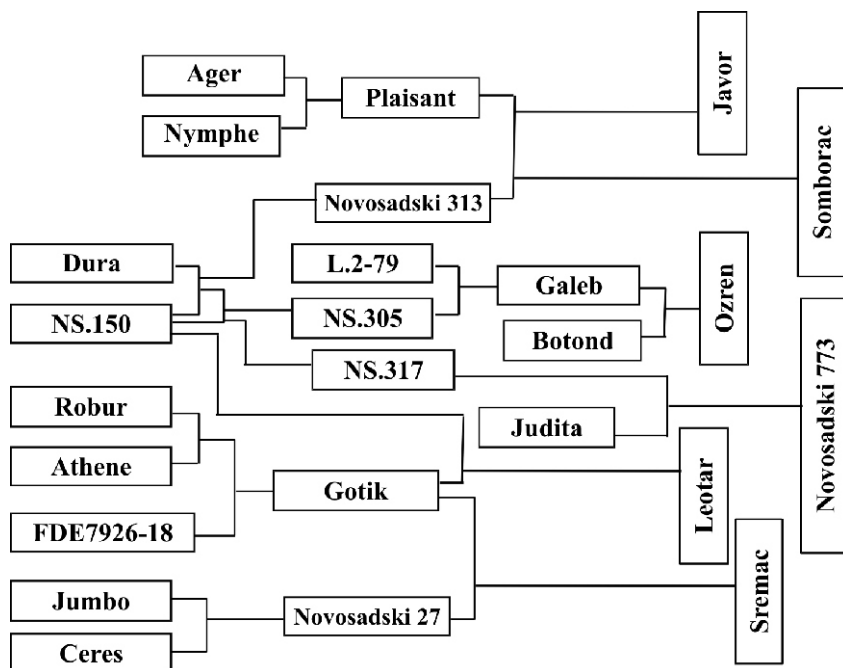 Ager
Plaisant
Javor
Nymphe
Somborac
Novosadski 313
Dura
L.2-79
Galeb
Ozren
NS.150
NS.305
Botond
NS.317
Novosadski 773
Robur
Judita
Athene
Gotik
Leotar
FDE7926-18
Jumbo
Novosadski 27
Sremac
Ceres